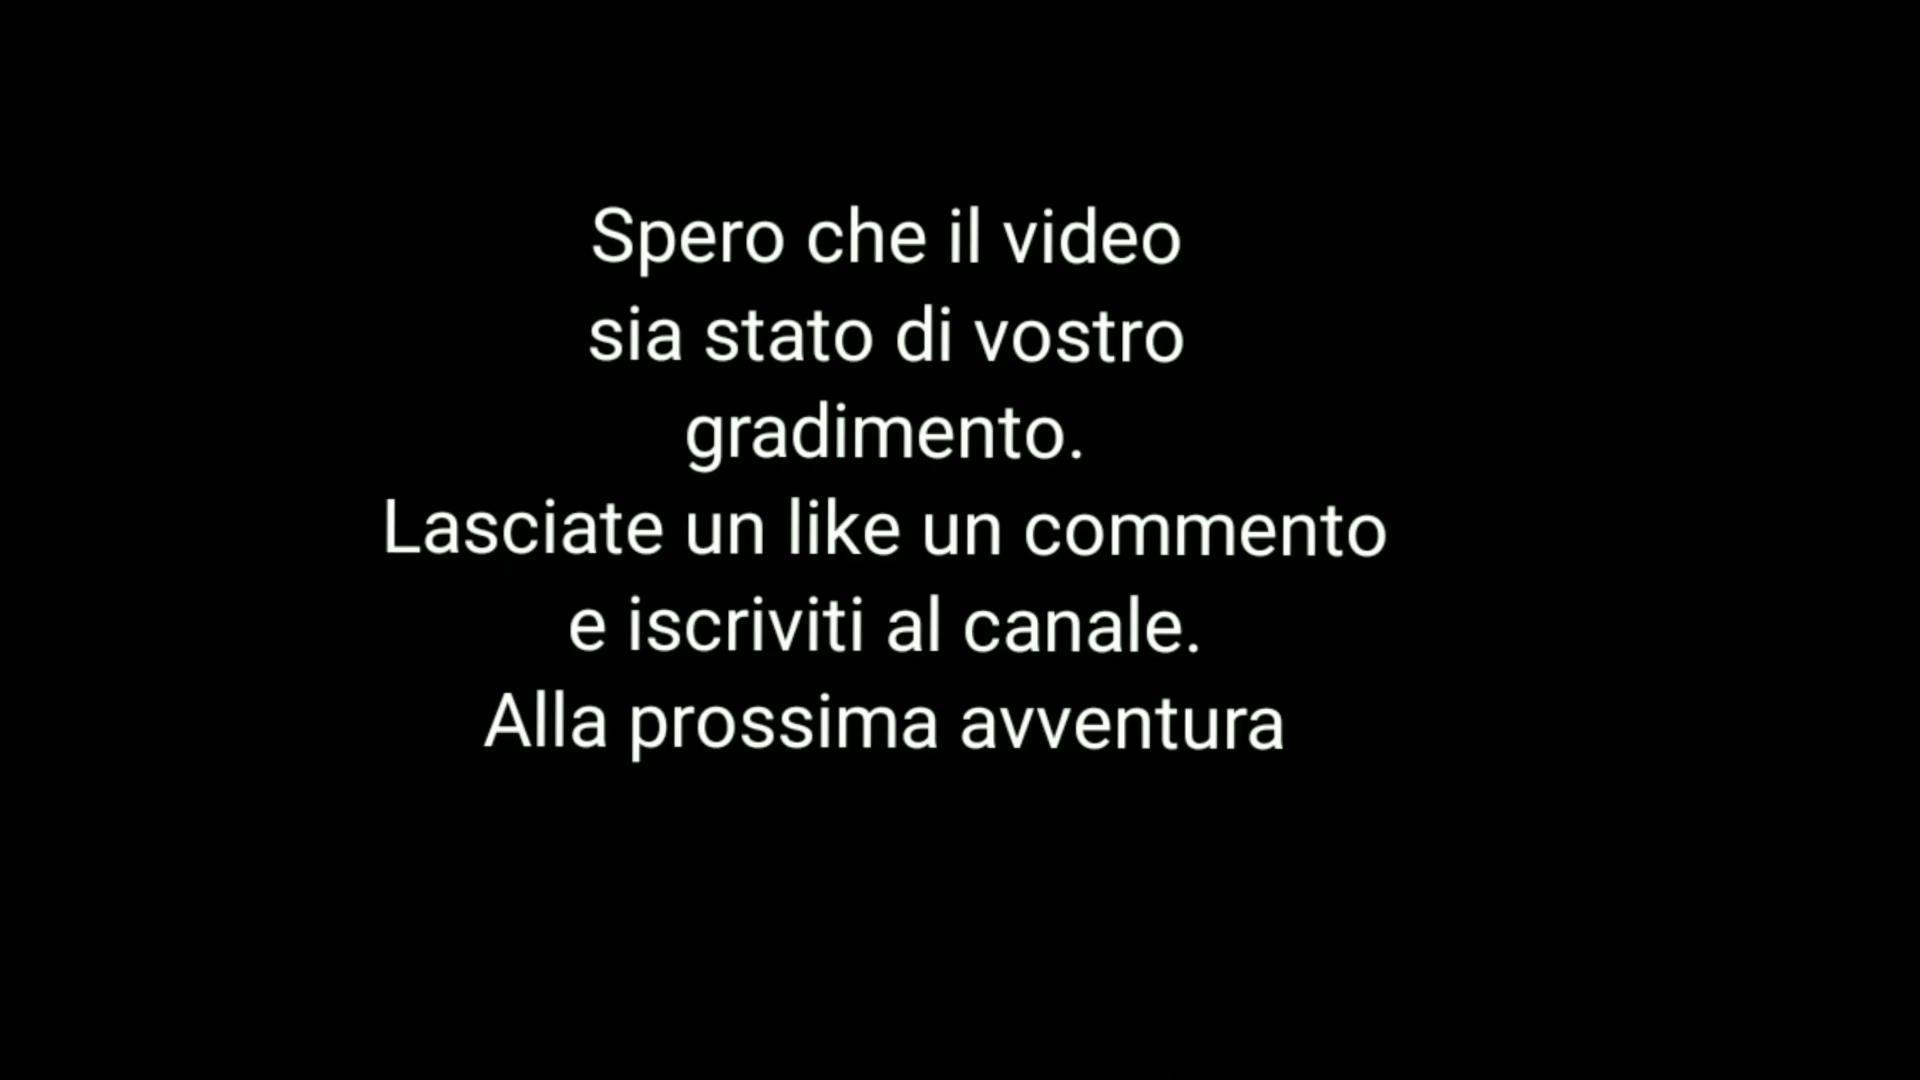 Spero che il video
sia stato di vostro
gradimento.
Lasciate un like un commento
e iscriviti al canale.
Alla prossima avventura